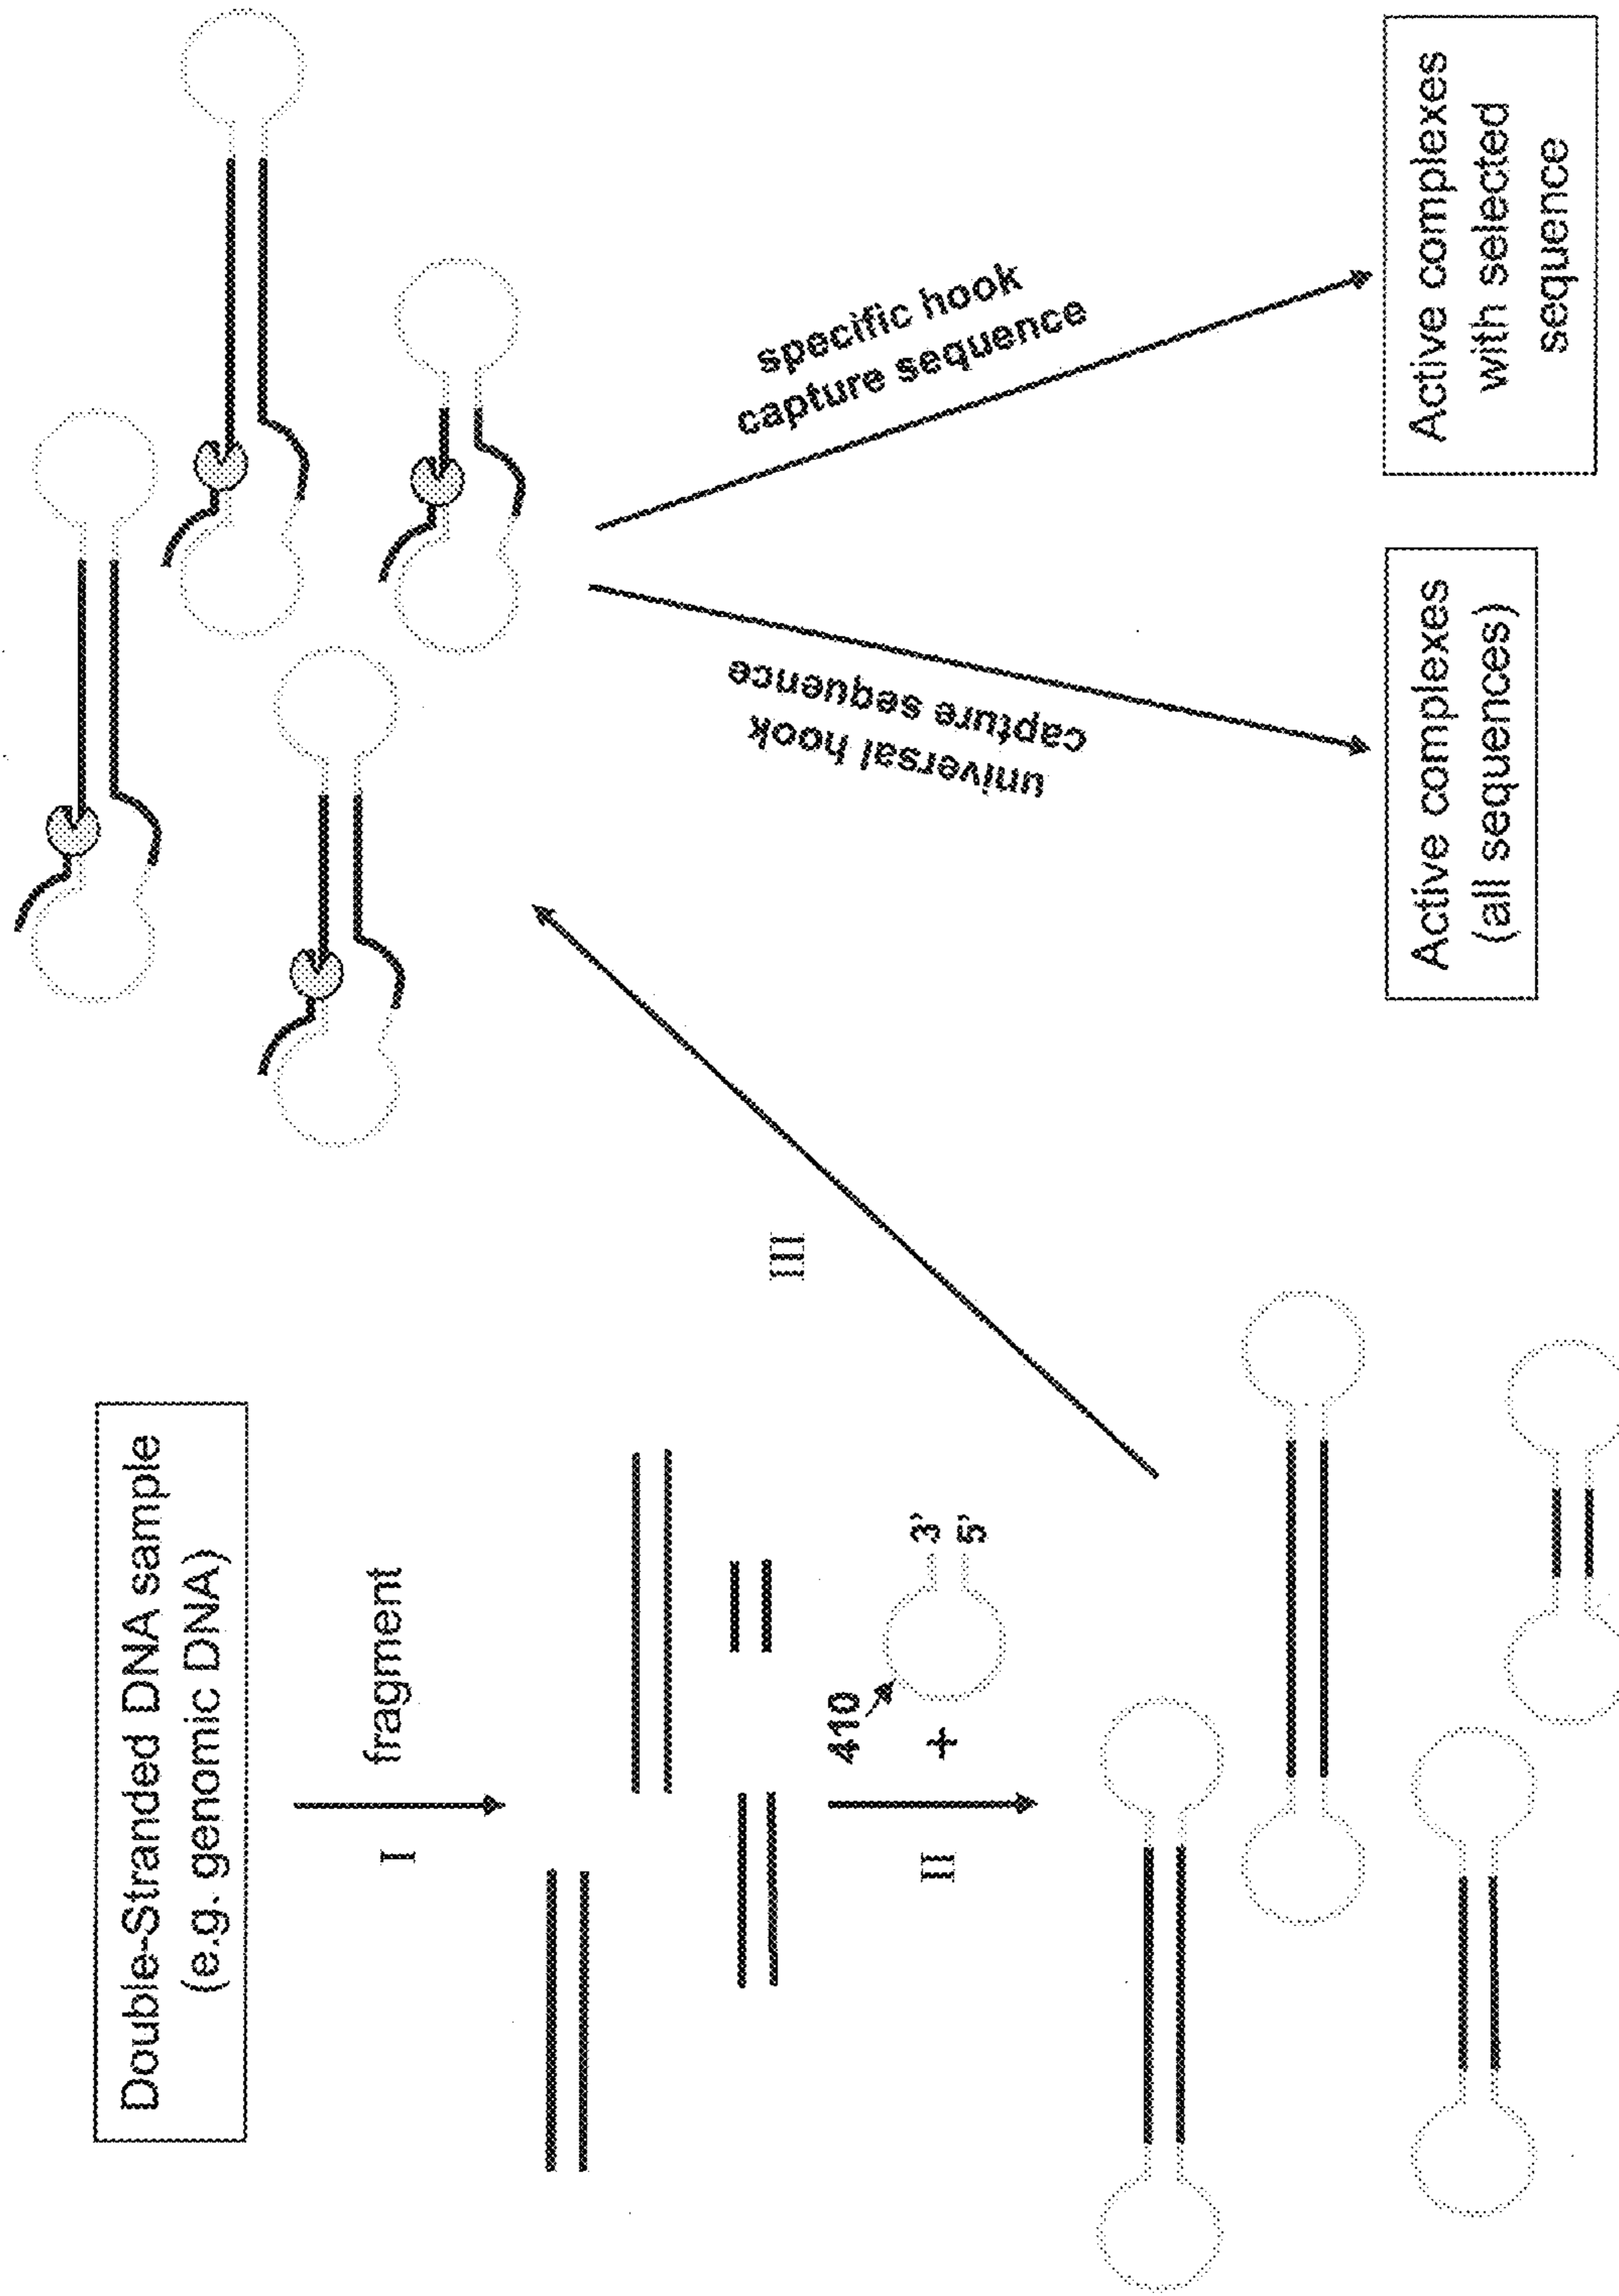 Double-Stranded DNA sample
(e.g. genomic DNA)
I
fragment
II
410
+
3'
5'
III
universal hook
capture sequence
specific hook
capture sequence
Active complexes
(all sequences)
Active complexes
with selected
sequence